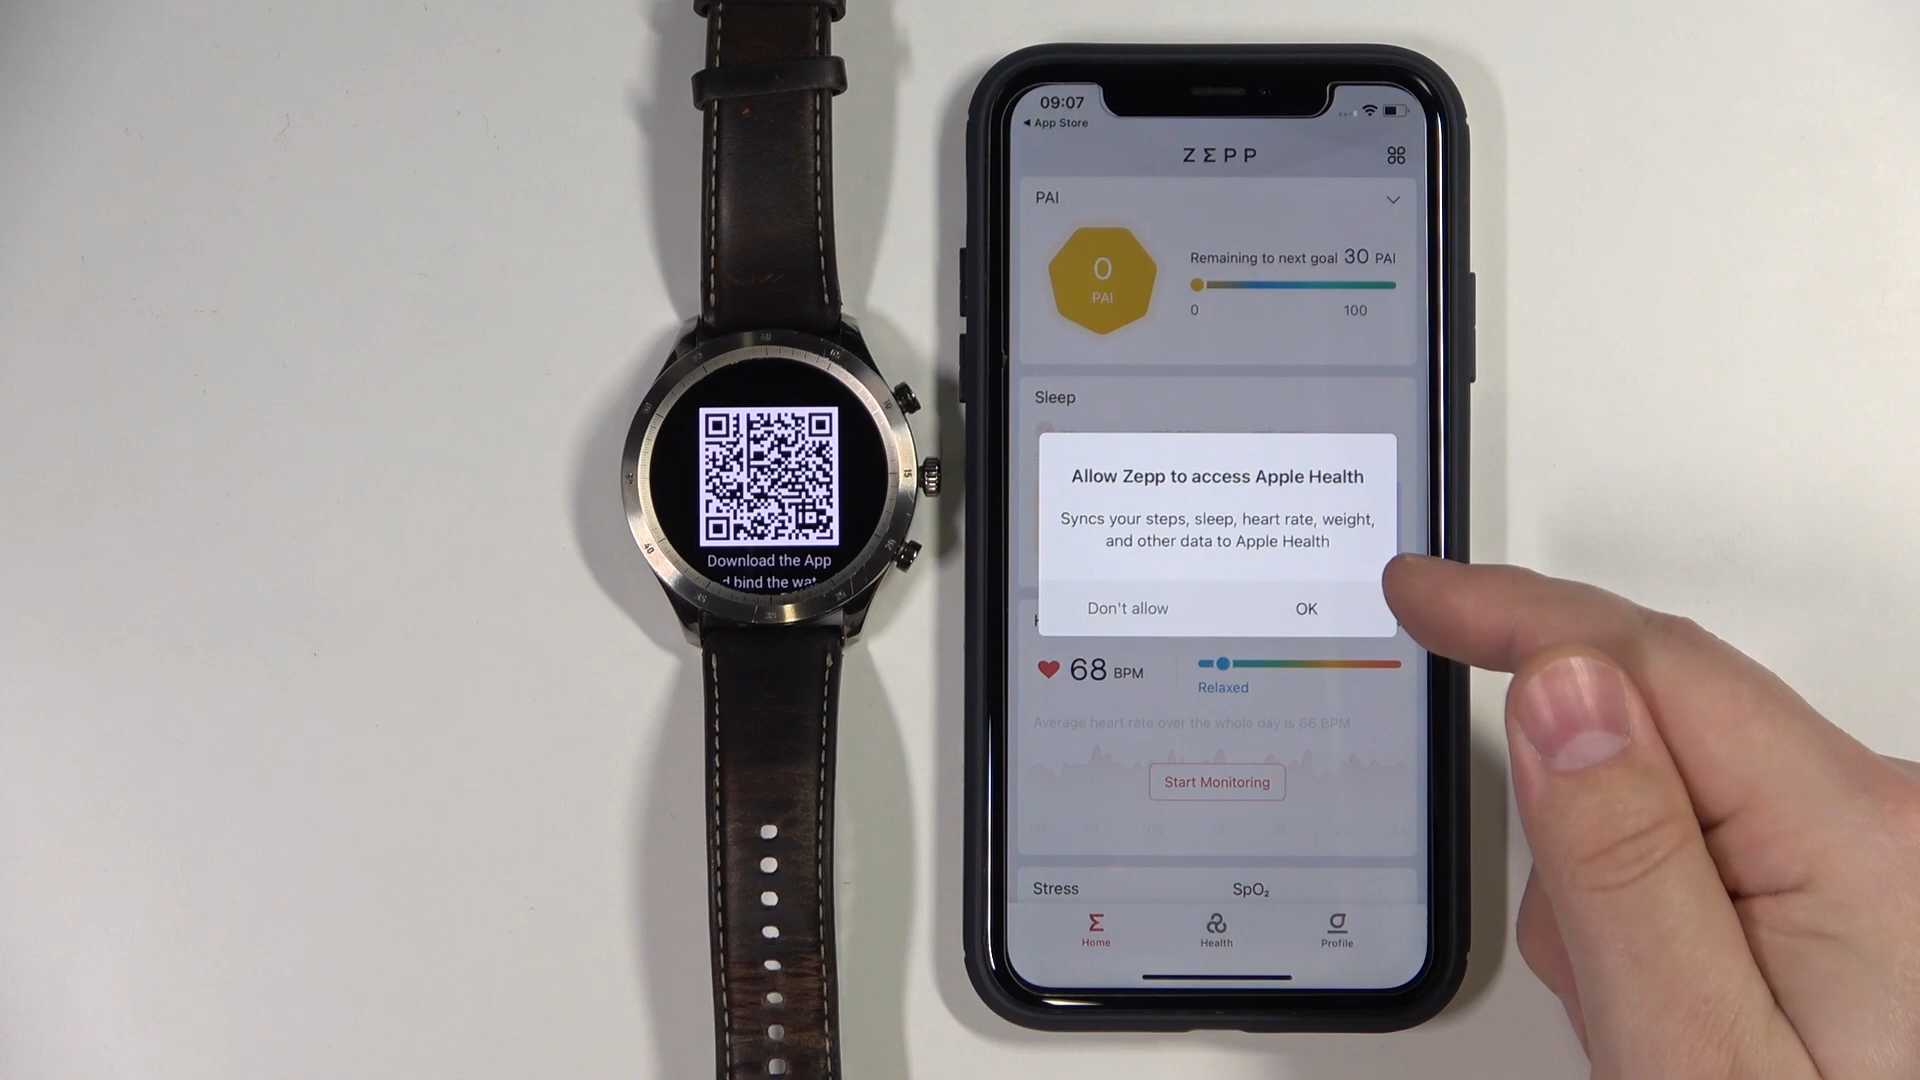 Download the App
d bind the wat
15
40
09:07
App Store
ZΣPP
PAI
0
PAI
Remaining to next goal 30 PAI
0 100
Sleep
Allow Zepp to access Apple Health
Syncs your steps, sleep, heart rate, weight,
and other data to Apple Health
Don't allow OK
68 BPM
Relaxed
Average heart rate over the whole day is 66 BPM
Start Monitoring
Stress SpO₂
Home Health Profile